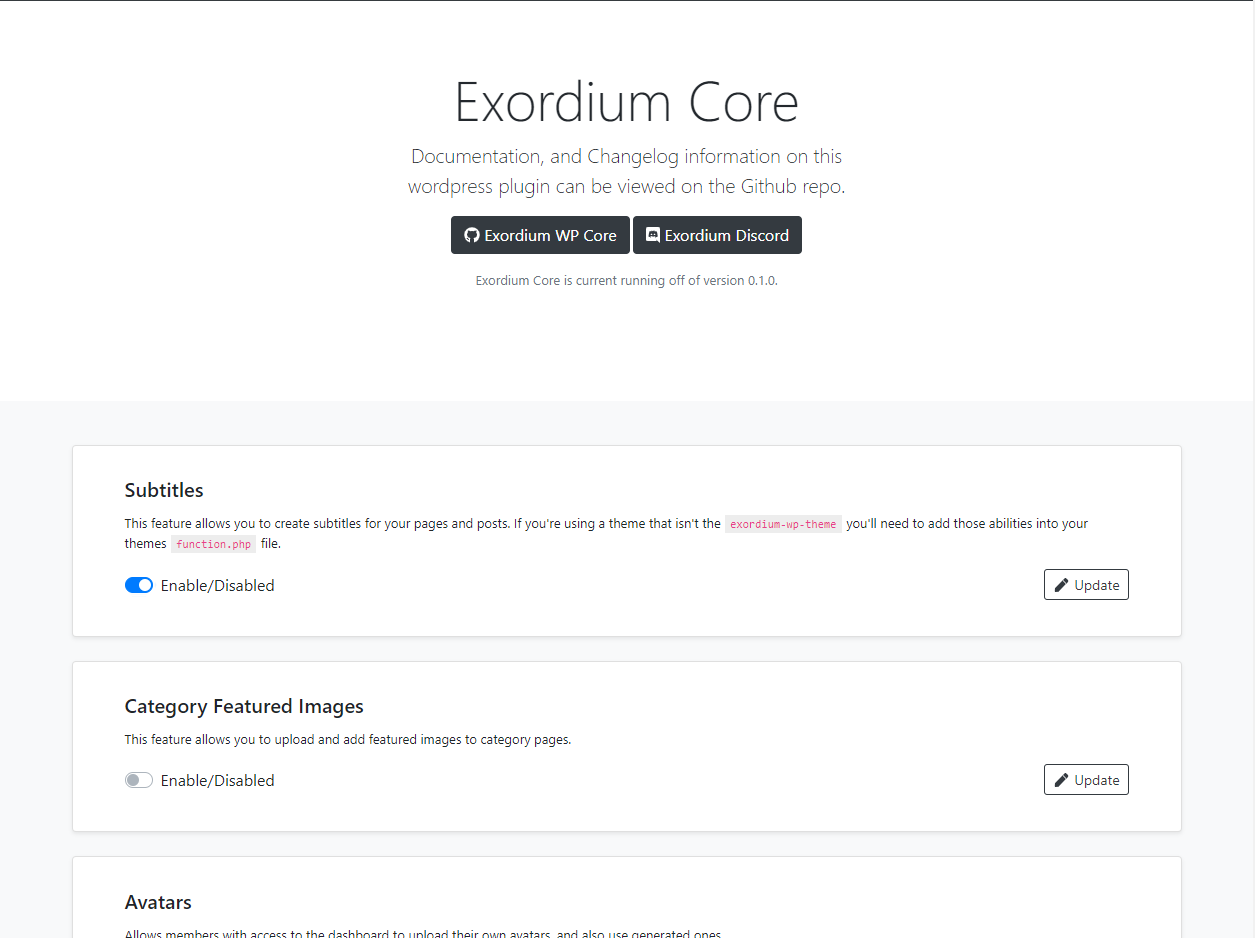 Exordium Core
Documentation, and Changelog information on this
wordpress plugin can be viewed on the Github repo.
Exordium WP Core Exordium Discord
Exordium Core is current running off of version 0.1.0.
Subtitles
This feature allows you to create subtitles for your pages and posts. If you're using a theme that isn't the exordium-wp-theme you'll need to add those abilities into your
themes function.php file.
Enable/Disabled Update
Category Featured Images
This feature allows you to upload and add featured images to category pages.
Enable/Disabled Update
Avatars
Allows members with access to the dashboard to upload their own avatars, and also use generated ones.